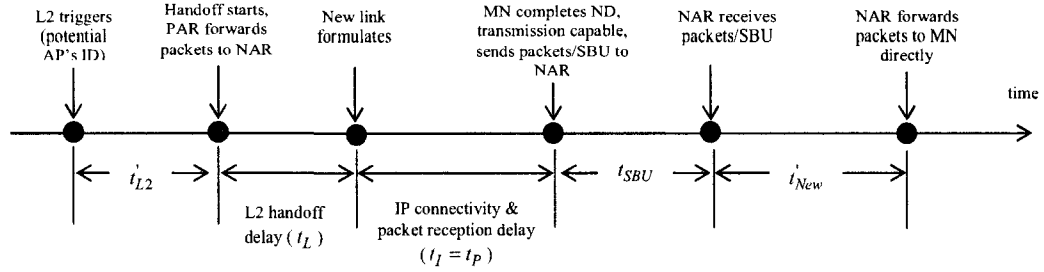 L2 triggers
(potential
AP's ID)
Handoff starts,
PAR forwards
packets to NAR
New link
formulates
MN completes ND,
transmission capable,
sends packets/SBU to
NAR
NAR receives
packets/SBU
NAR forwards
packets to MN
directly
time
t'L2
tSBU
t'New
L2 handoff
delay ( tL )
IP connectivity &
packet reception delay
( tI = tP )